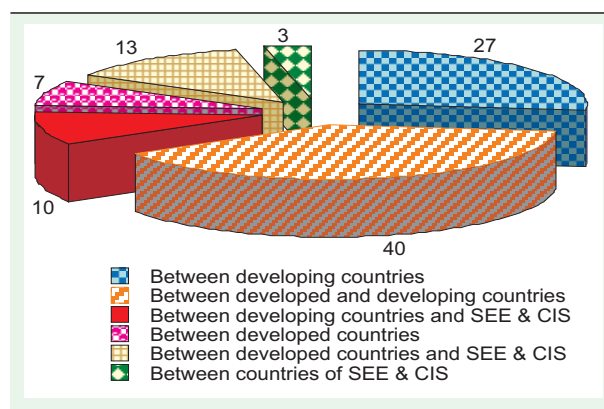 3
13
27
7
10
40
Between developing countries
Between developed and developing countries
Between developing countries and SEE & CIS
Between developed countries
Between developed countries and SEE & CIS
Between countries of SEE & CIS